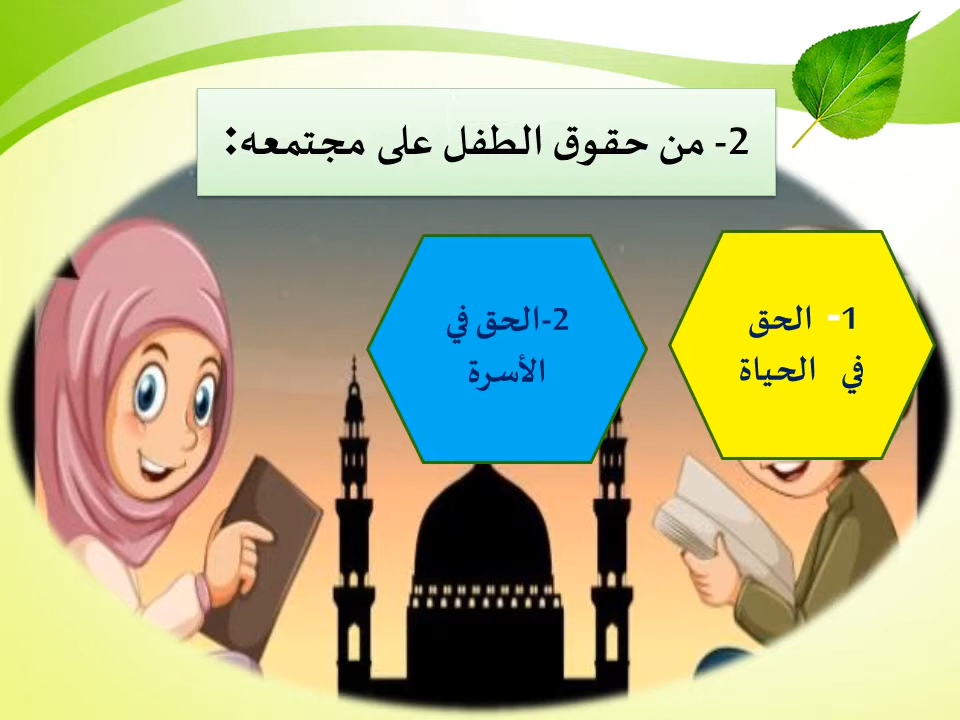 2- من حقوق الطفل على مجتمعه:
1- الحق
في الحياة
2-الحق في
الأسرة